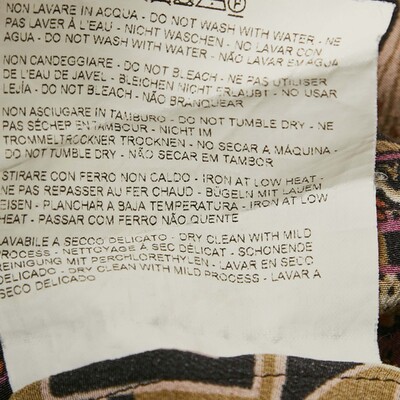 P
NON LAVARE IN ACQUA - DO NOT WASH WITH WATER - NE
PAS LAVER À L'EAU - NICHT WASCHEN - NO LAVAR CON
AGUA - DO NOT WASH WITH WATER - NÃO LAVAR EM AGUA
NON CANDEGGIARE - DO NOT BLEACH - NE PAS UTILISER
DE L'EAU DE JAVEL - BLEICHEN NICHT ERLAUBT - NO USAR
LEJÍA - DO NOT BLEACH - NÃO BRANQUEAR
NON ASCIUGARE IN TAMBURO - DO NOT TUMBLE DRY - NE
PAS SÉCHER EN TAMBOUR - NICHT IM
TROMMELTROCKNER TROCKNEN - NO SECAR A MÁQUINA -
DO NOT TUMBLE DRY - NÃO SECAR EM TAMBOR
STIRARE CON FERRO NON CALDO - IRON AT LOW HEAT -
NE PAS REPASSER AU FER CHAUD - BÜGELN MIT LAUEM
EISEN - PLANCHAR A BAJA TEMPERATURA - IRON AT LOW
HEAT - PASSAR COM FERRO NÃO QUENTE
LAVABILE A SECCO DELICATO - DRY CLEAN WITH MILD
PROCESS - NETTOYAGE À SEC DÉLICAT - SCHONENDE
REINIGUNG MIT PERCHLORETHYLEN - LAVAR EN SECO
DELICADO - DRY CLEAN WITH MILD PROCESS - LAVAR A
SECO DELICADO